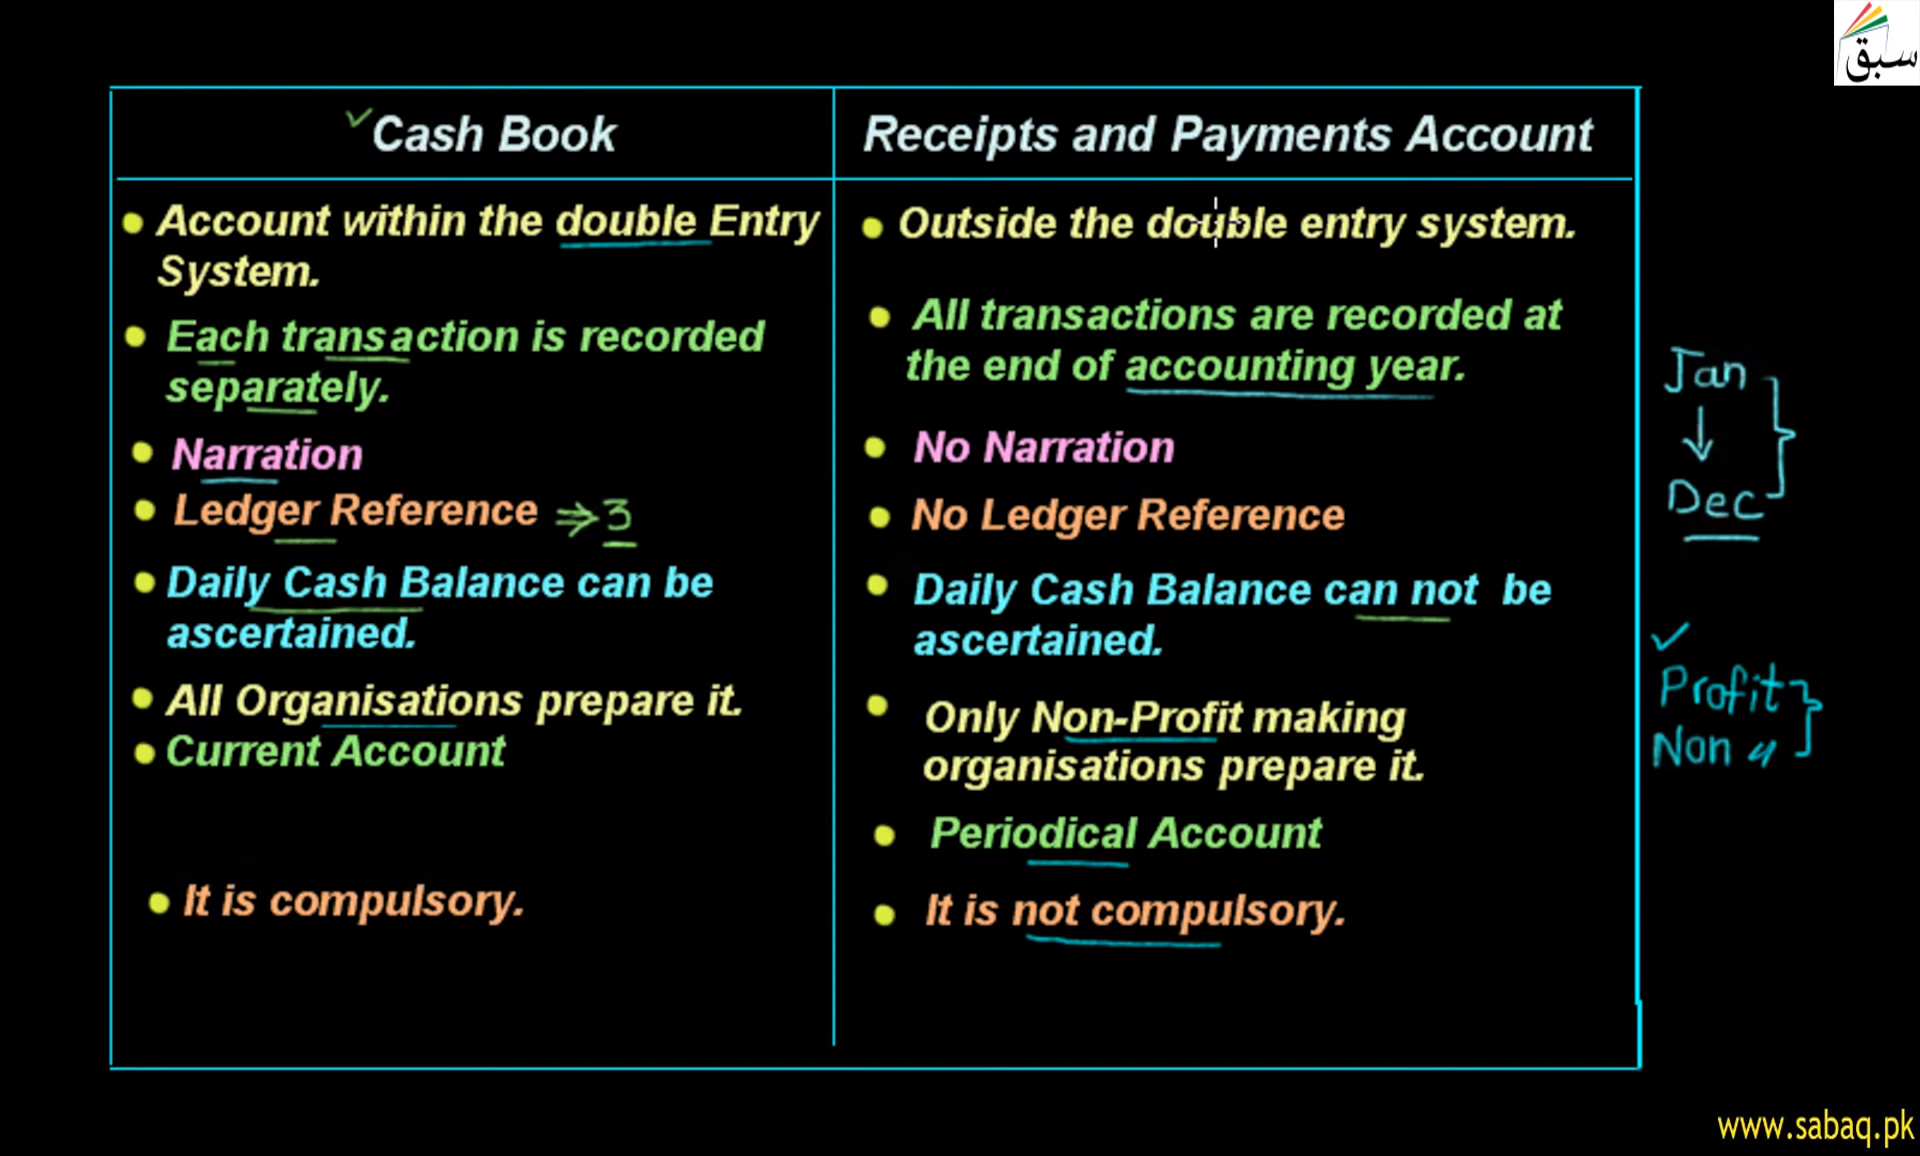 سبق
Cash Book
Receipts and Payments Account
Account within the double Entry
System.
Each transaction is recorded
separately.
Narration
Ledger Reference ⇒ 3
Daily Cash Balance can be
ascertained.
All Organisations prepare it.
Current Account
It is compulsory.
Outside the double entry system.
All transactions are recorded at
the end of accounting year.
No Narration
No Ledger Reference
Daily Cash Balance can not be
ascertained.
Only Non-Profit making
organisations prepare it.
Periodical Account
It is not compulsory.
Jan
↓
Dec
Profit
Non "
www.sabaq.pk